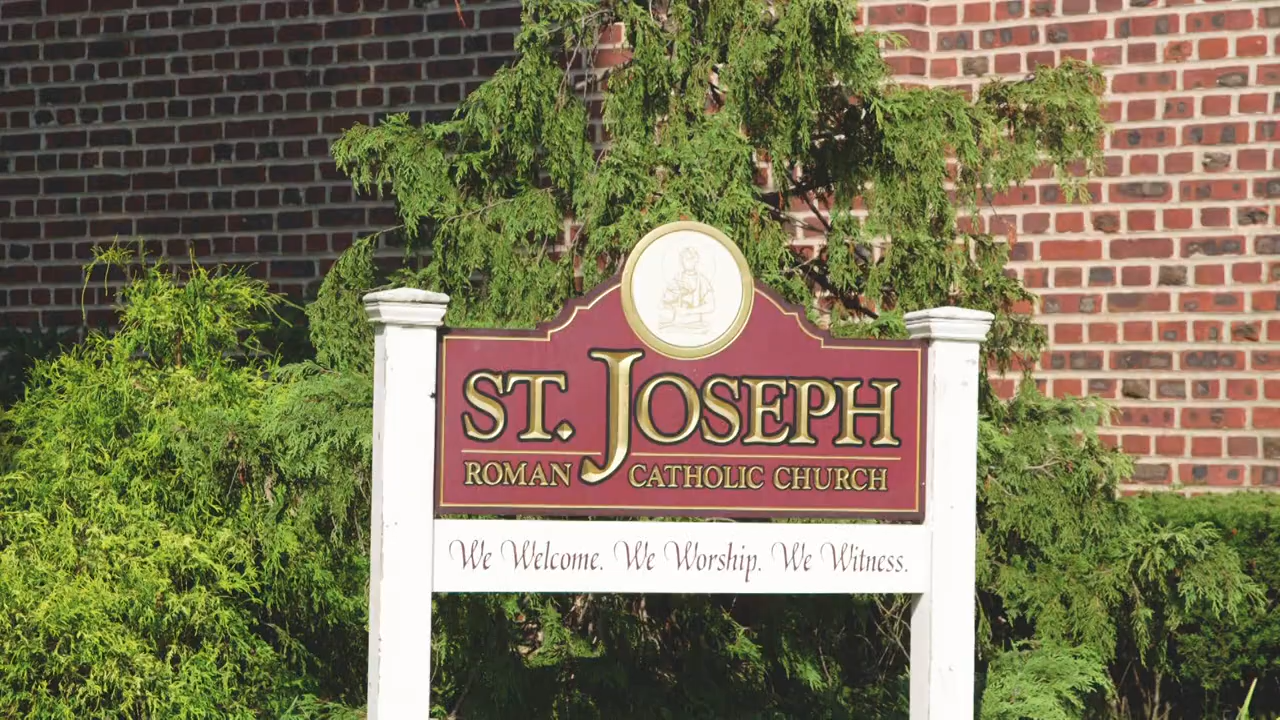 ST. JOSEPH
ROMAN CATHOLIC CHURCH
We Welcome. We Worship. We Witness.